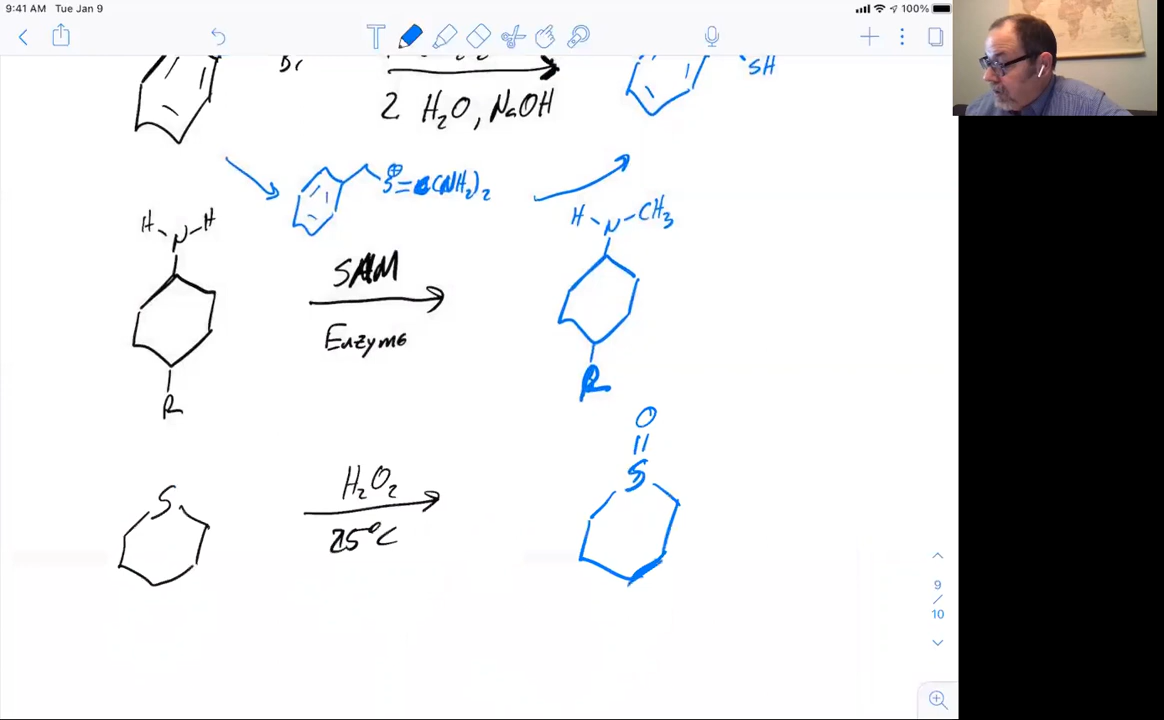 9:41 AM Tue Jan 9
100%
T
Br
SH
2. H₂O, NaOH
S⊕=C(NH₂)₂
H N H
H N CH₃
SAM
Enzyme
R
R
O
S
S
H₂O₂
25°C
9
/
10